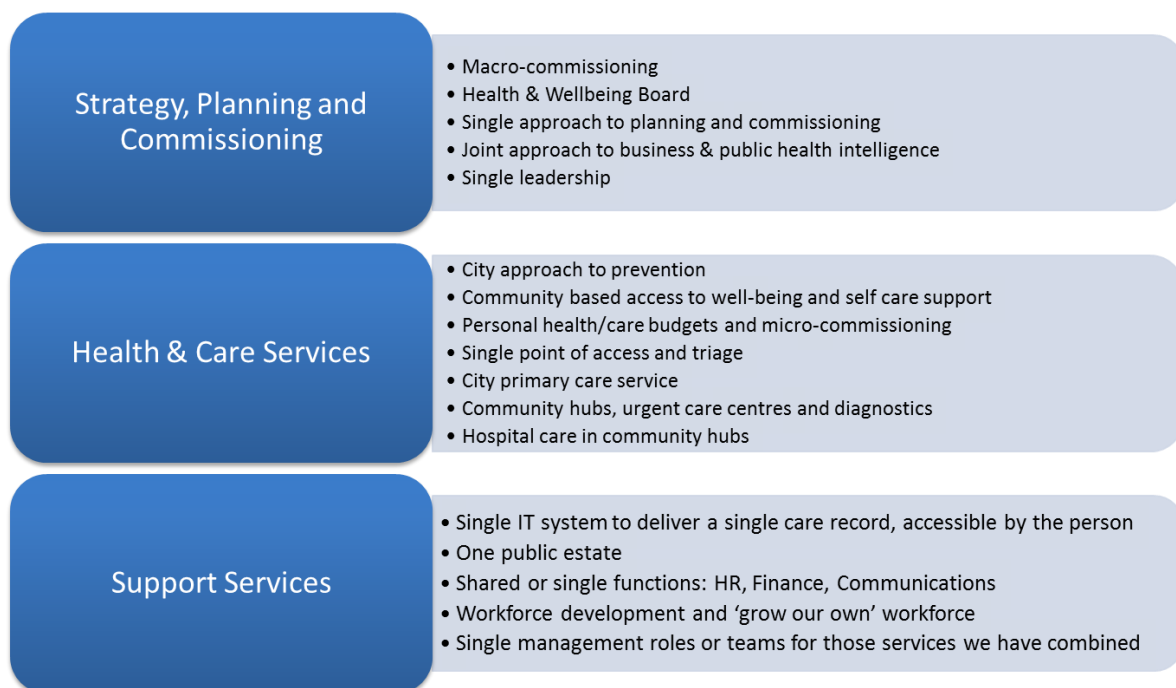 Strategy, Planning and
Commissioning
• Macro-commissioning
• Health & Wellbeing Board
• Single approach to planning and commissioning
• Joint approach to business & public health intelligence
• Single leadership
Health & Care Services
• City approach to prevention
• Community based access to well-being and self care support
• Personal health/care budgets and micro-commissioning
• Single point of access and triage
• City primary care service
• Community hubs, urgent care centres and diagnostics
• Hospital care in community hubs
Support Services
• Single IT system to deliver a single care record, accessible by the person
• One public estate
• Shared or single functions: HR, Finance, Communications
• Workforce development and ‘grow our own’ workforce
• Single management roles or teams for those services we have combined